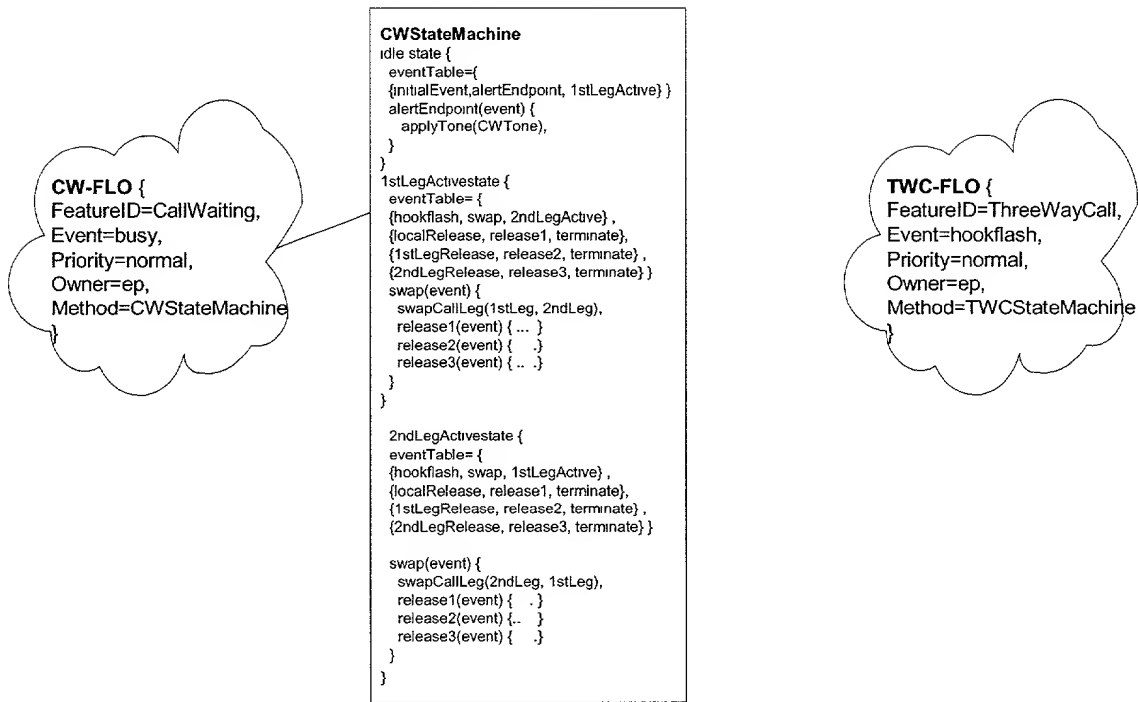 CW-FLO {
FeatureID=CallWaiting,
Event=busy,
Priority=normal,
Owner=ep,
Method=CWStateMachine
}
CWStateMachine
idle state {
eventTable={
{initialEvent,alertEndpoint, 1stLegActive} }
alertEndpoint(event) {
applyTone(CWTone),
}
}
1stLegActivestate {
eventTable= {
{hookflash, swap, 2ndLegActive} ,
{localRelease, release1, terminate},
{1stLegRelease, release2, terminate} ,
{2ndLegRelease, release3, terminate} }
swap(event) {
swapCallLeg(1stLeg, 2ndLeg),
release1(event) { ... }
release2(event) { .}
release3(event) { .. .}
}
}
2ndLegActivestate {
eventTable= {
{hookflash, swap, 1stLegActive} ,
{localRelease, release1, terminate},
{1stLegRelease, release2, terminate} ,
{2ndLegRelease, release3, terminate} }
swap(event) {
swapCallLeg(2ndLeg, 1stLeg),
release1(event) { . }
release2(event) {.. }
release3(event) { .}
}
}
TWC-FLO {
FeatureID=ThreeWayCall,
Event=hookflash,
Priority=normal,
Owner=ep,
Method=TWCStateMachine
}